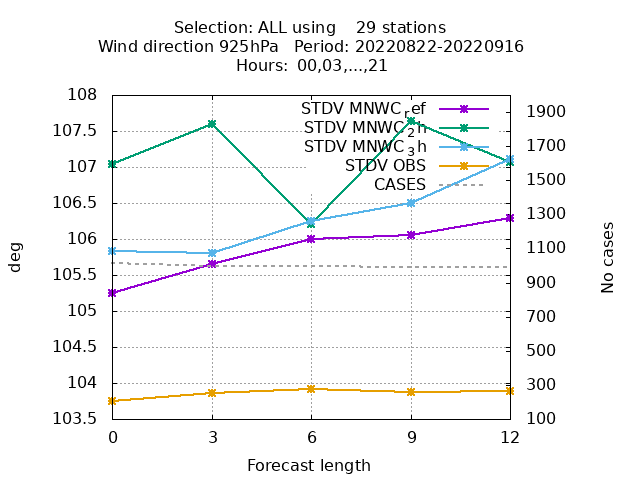 Selection: ALL using    29 stations
Wind direction 925hPa   Period: 20220822-20220916
Hours:  00,03,...,21
108
107.5
107
106.5
106
105.5
105
104.5
104
103.5
deg
STDV MNWC_ref
STDV MNWC_2h
STDV MNWC_3h
STDV OBS
CASES
1900
1700
1500
1300
1100
900
700
500
300
100
No cases
0 3 6 9 12
Forecast length